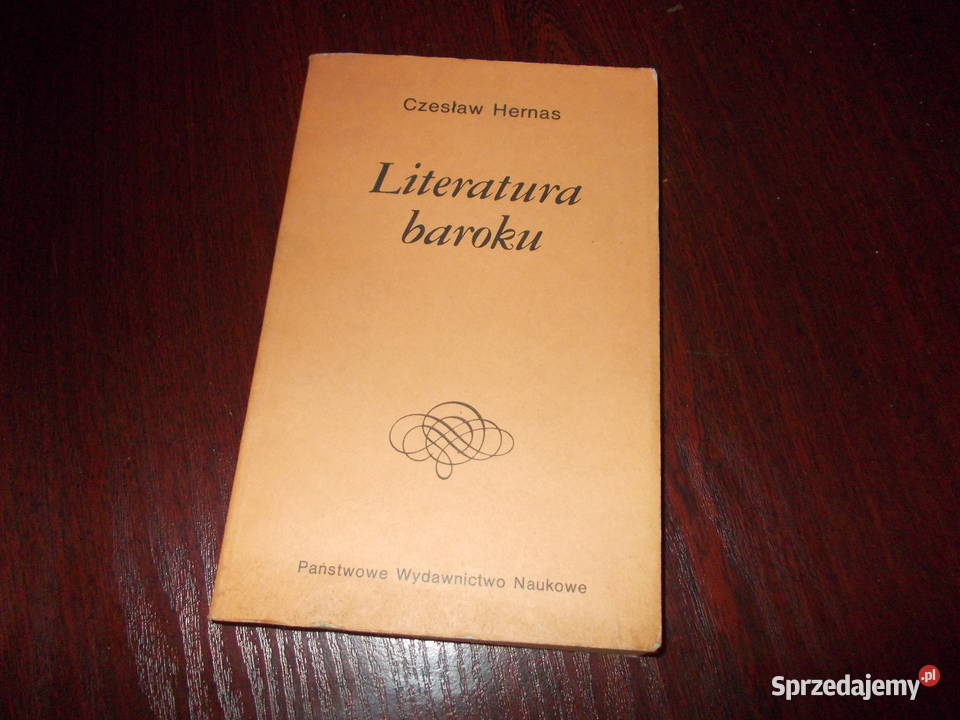 Czesław Hernas
Literatura
baroku
Państwowe Wydawnictwo Naukowe
Sprzedajemy.pl